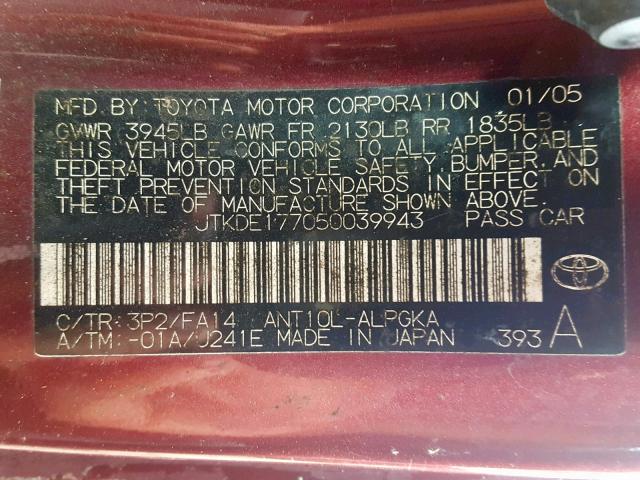 MFD. BY TOYOTA MOTOR CORPORATION 01/05
GVWR 3945LB GAWR FR 2130LB RR 1835LB
THIS VEHICLE CONFORMS TO ALL APPLICABLE
FEDERAL MOTOR VEHICLE SAFETY, BUMPER, AND
THEFT PREVENTION STANDARDS IN EFFECT ON
THE DATE OF MANUFACTURE SHOWN ABOVE.
JTKDE177050039943 PASS CAR
C/TR: 3P2/FA14 ANT10L-ALPGKA
A/TM: -01A/U241E MADE IN JAPAN 393 A